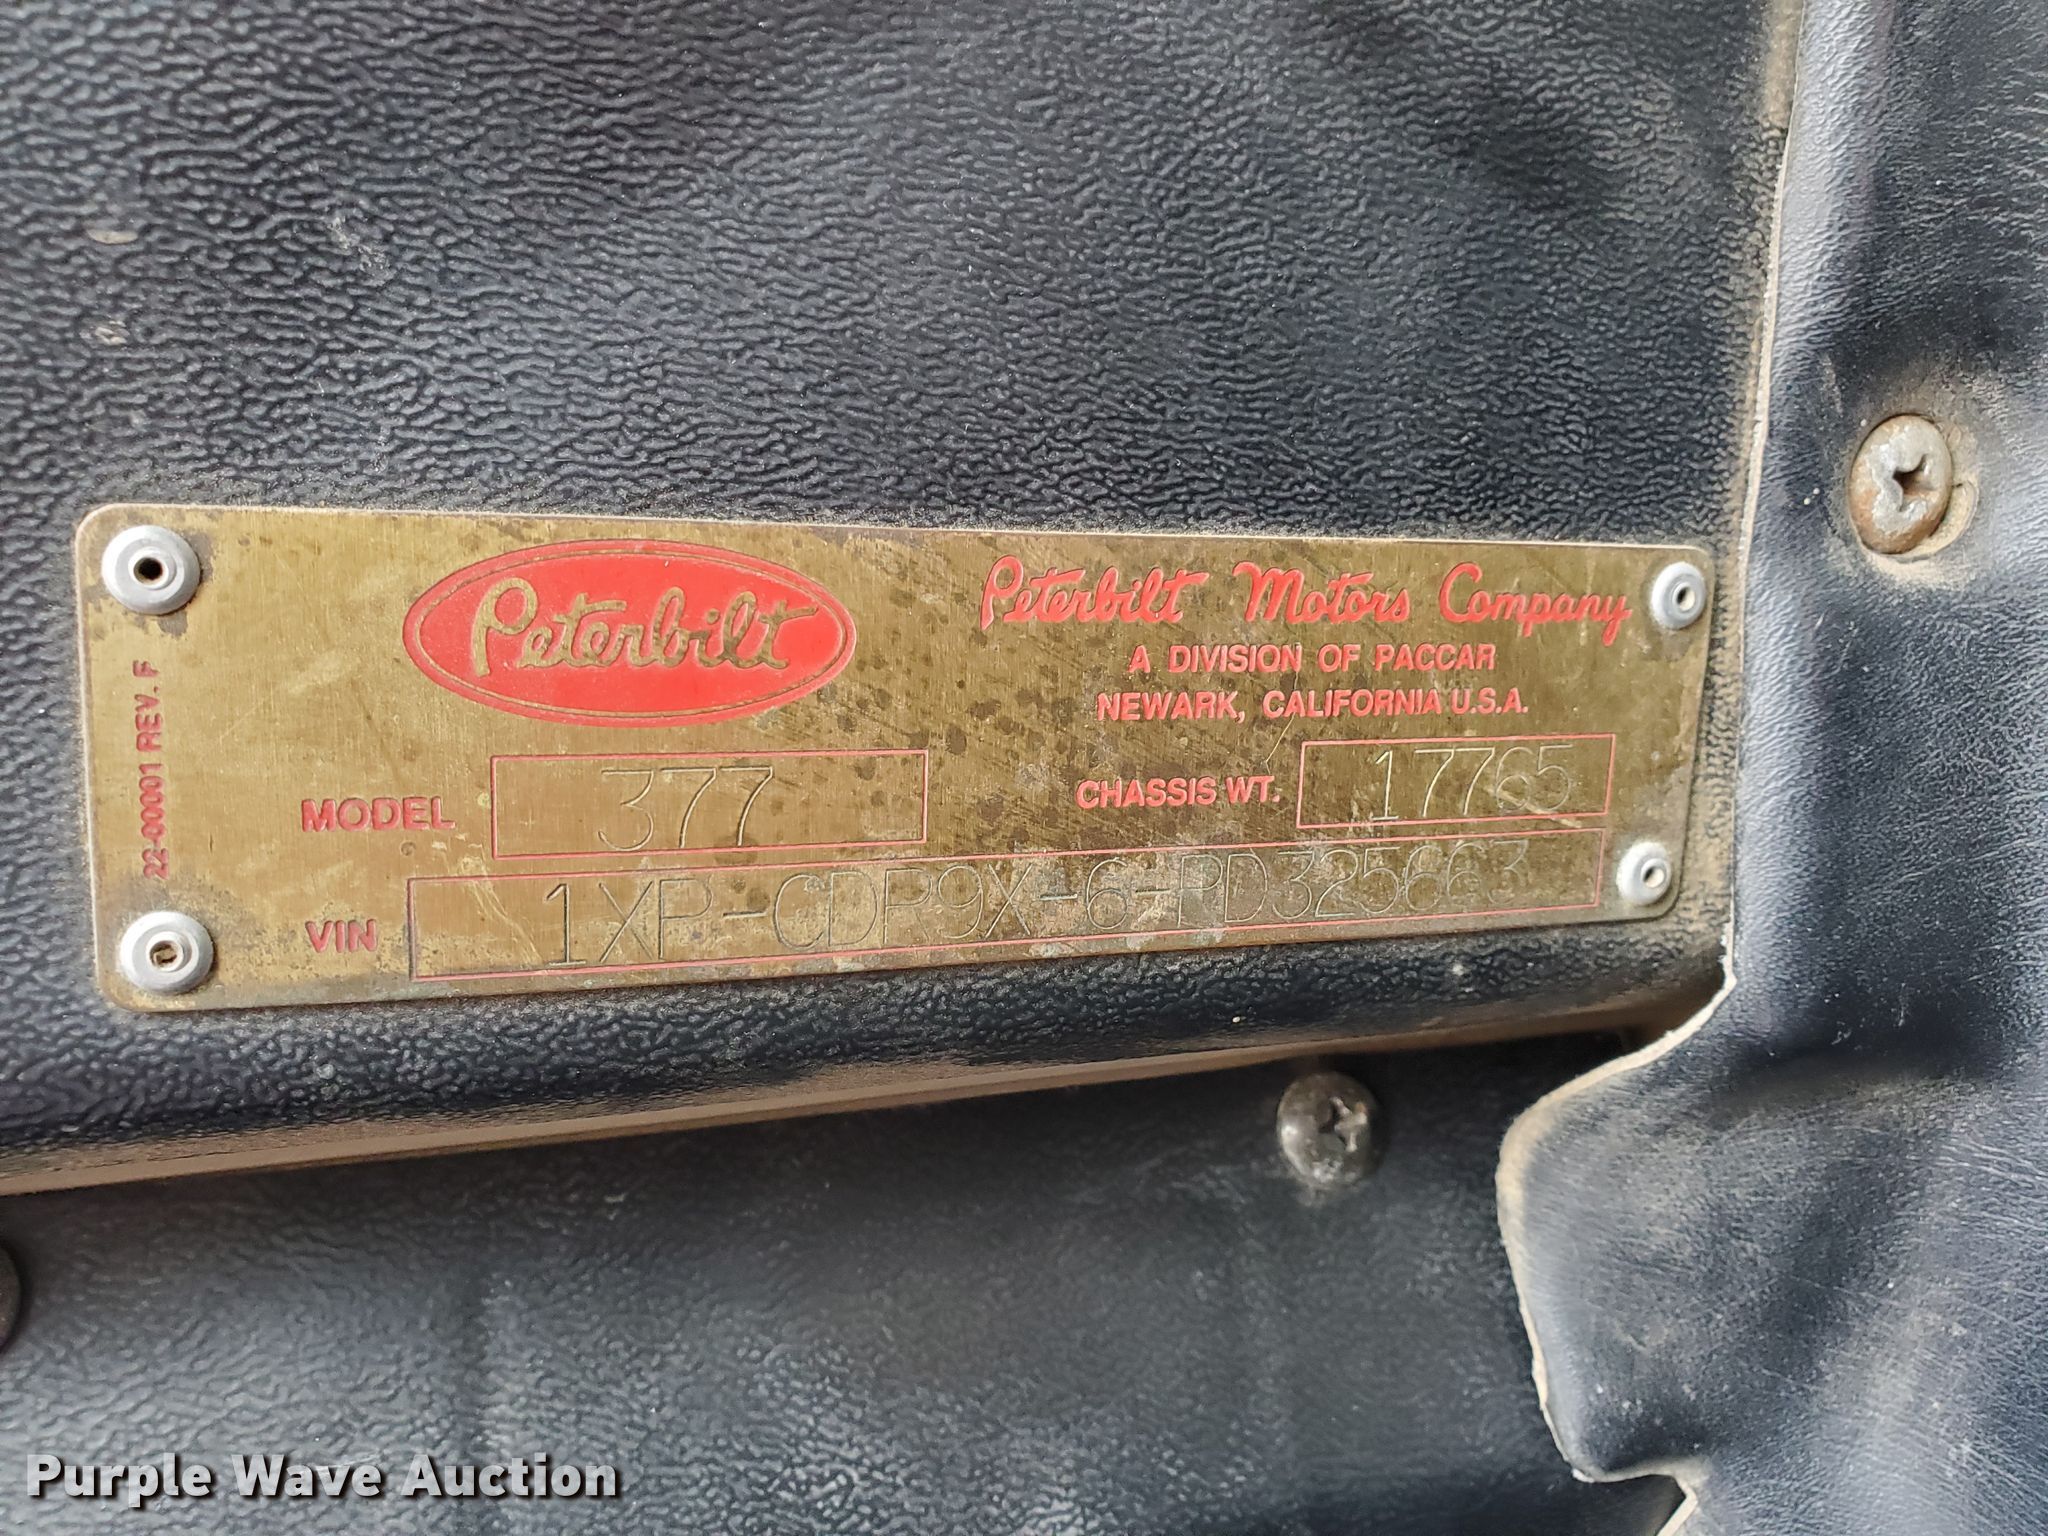 Peterbilt
Peterbilt Motors Company
A DIVISION OF PACCAR
NEWARK, CALIFORNIA U.S.A.
22-00001 REV. F
MODEL 377
CHASSIS WT. 17765
VIN 1XP-CDR9X-6-PD325663
Purple Wave Auction